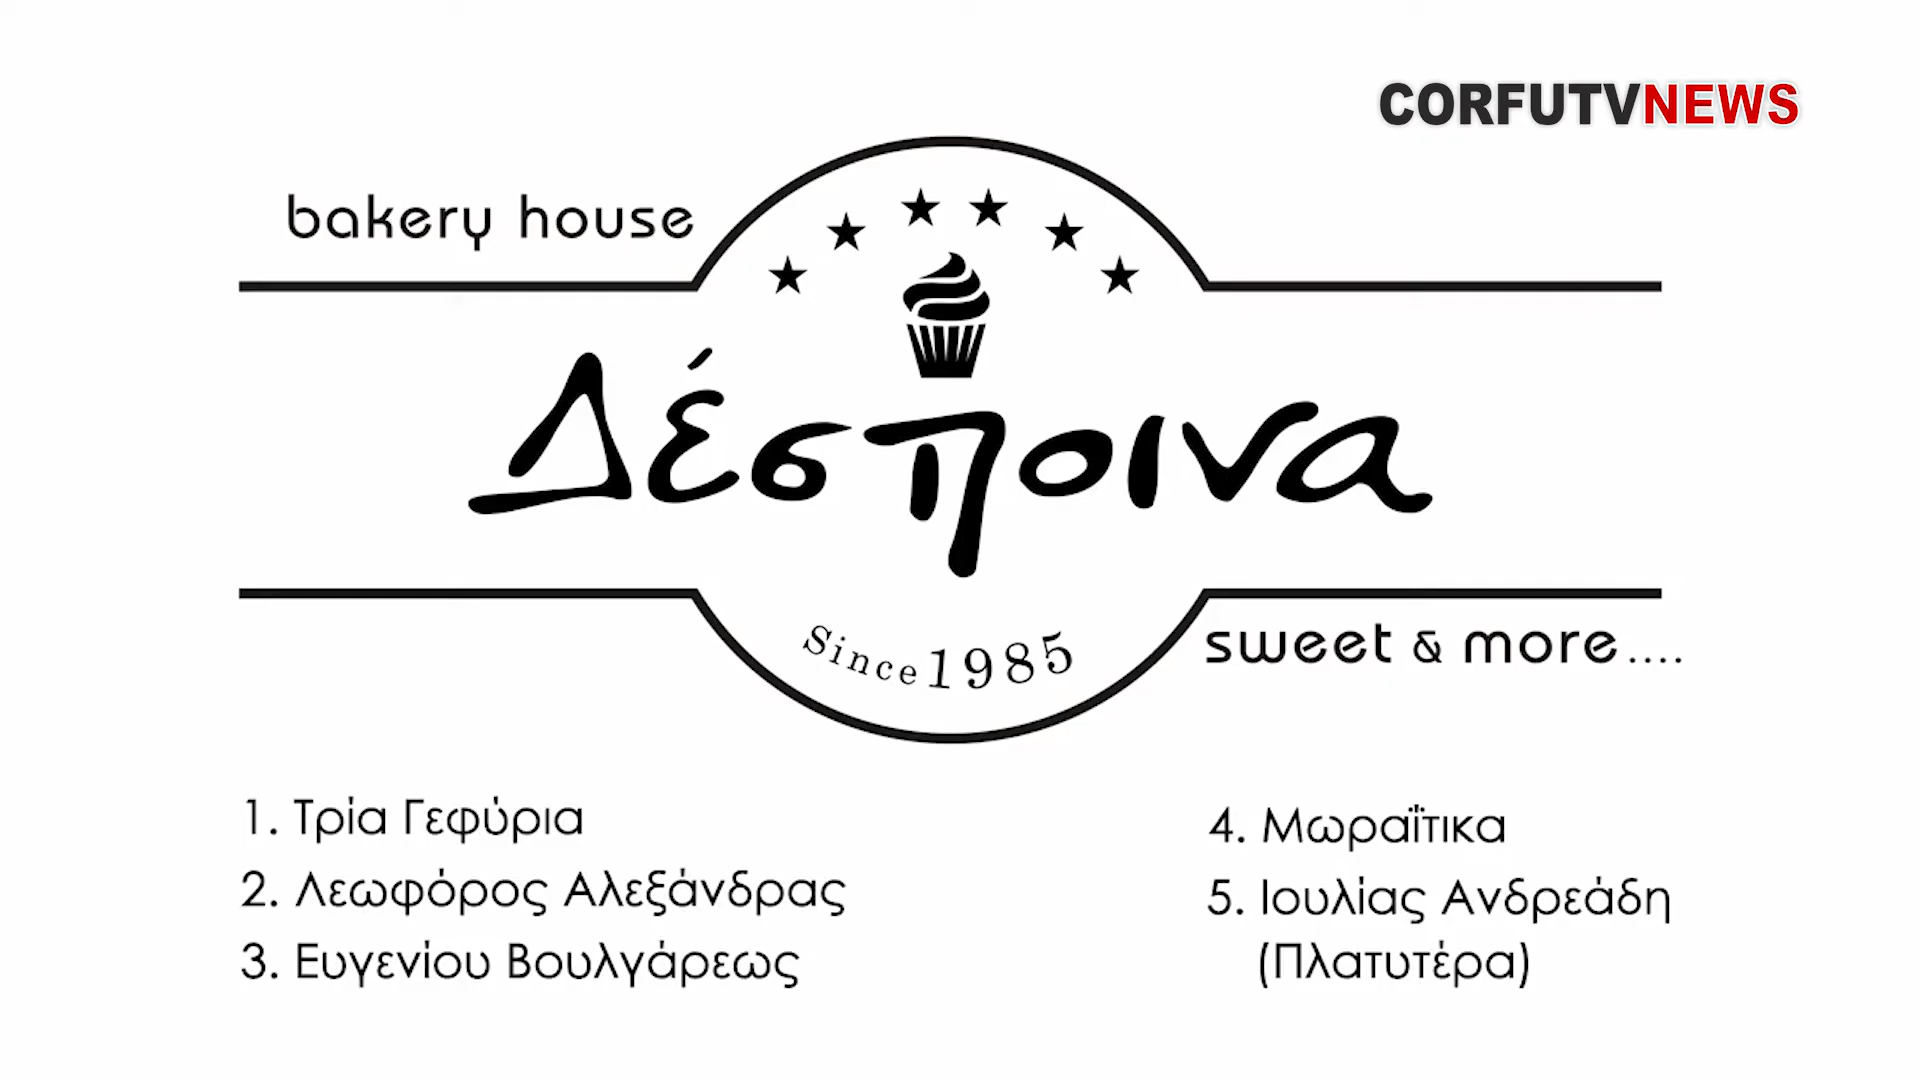 CORFUTVNEWS
bakery house
Δέσποινα
Since 1985
sweet & more....
1. Τρία Γεφύρια
2. Λεωφόρος Αλεξάνδρας
3. Ευγενίου Βουλγάρεως
4. Μωραΐτικα
5. Ιουλίας Ανδρεάδη
(Πλατυτέρα)